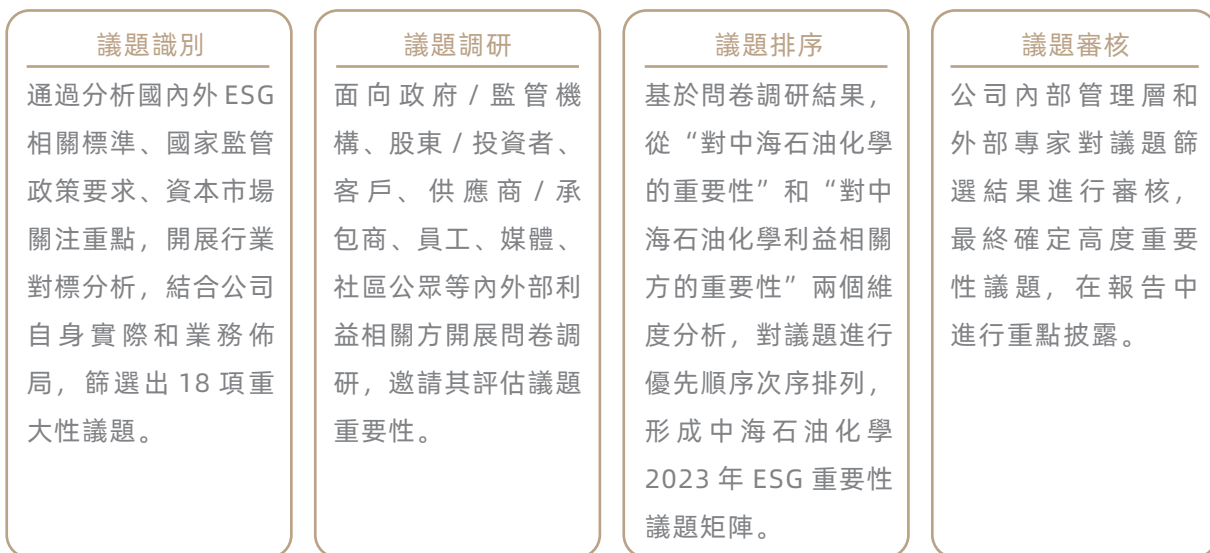 議題識別
通過分析國內外 ESG
相關標準、國家監管
政策要求、資本市場
關注重點，開展行業
對標分析，結合公司
自身實際和業務佈
局，篩選出 18 項重
大性議題。
議題調研
面向政府 / 監管機
構、股東 / 投資者、
客戶、供應商 / 承
包商、員工、媒體、
社區公眾等內外部利
益相關方開展問卷調
研，邀請其評估議題
重要性。
議題排序
基於問卷調研結果，
從“對中海石油化學
的重要性”和“對中
海石油化學利益相關
方的重要性”兩個維
度分析，對議題進行
優先順序次序排列，
形成中海石油化學
2023 年 ESG 重要性
議題矩陣。
議題審核
公司內部管理層和
外部專家對議題篩
選結果進行審核，
最終確定高度重要
性議題，在報告中
進行重點披露。